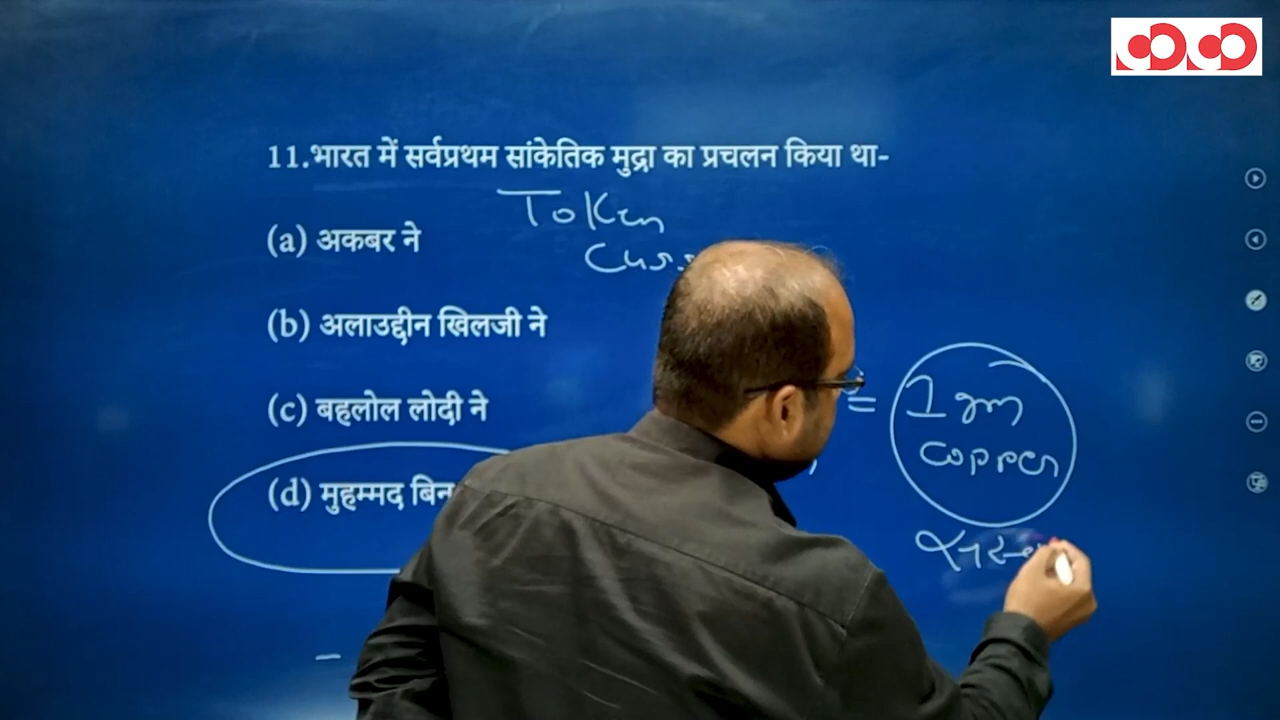 11.भारत में सर्वप्रथम सांकेतिक मुद्रा का प्रचलन किया था-
Token
(a) अकबर ने
(b) अलाउद्दीन खिलजी ने
(c) बहलोल लोदी ने
= 1 gm
copper
(d) मुहम्मद बिन